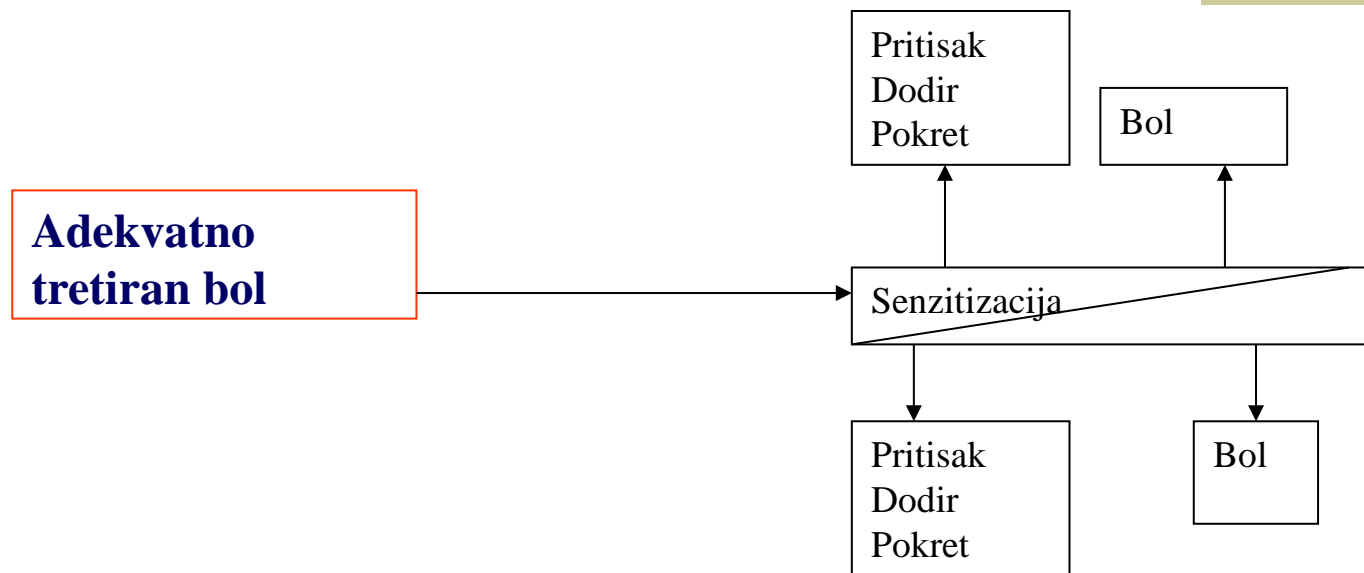 Pritisak
Dodir
Pokret
Bol
Adekvatno
tretiran bol
Senzitizacija
Pritisak
Dodir
Pokret
Bol